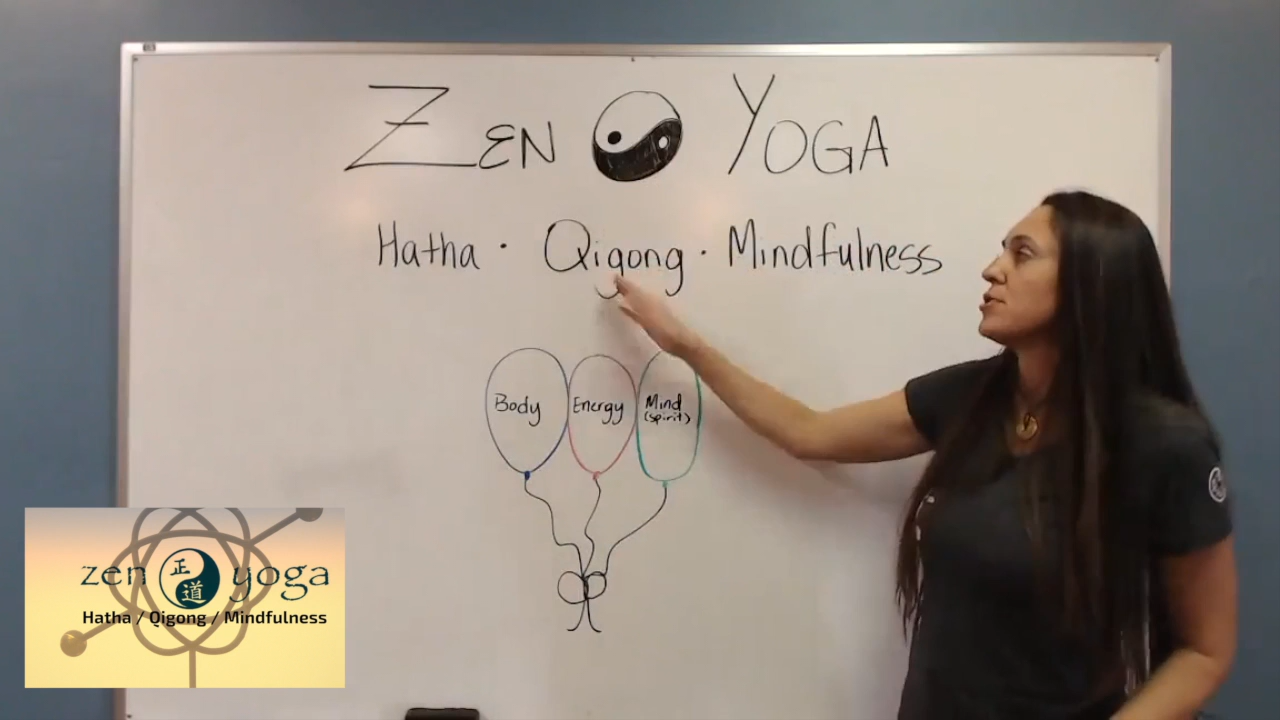 ZEN YOGA
Hatha · Qigong · Mindfulness
Body Energy Mind
(spirit)
zen 正道 yoga
Hatha / Qigong / Mindfulness